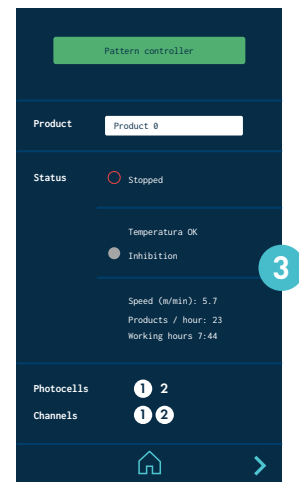 Pattern controller
Product Product 0
Status Stopped
Temperatura OK
Inhibition
3
Speed (m/min): 5.7
Products / hour: 23
Working hours 7:44
Photocells 1 2
Channels 1 2